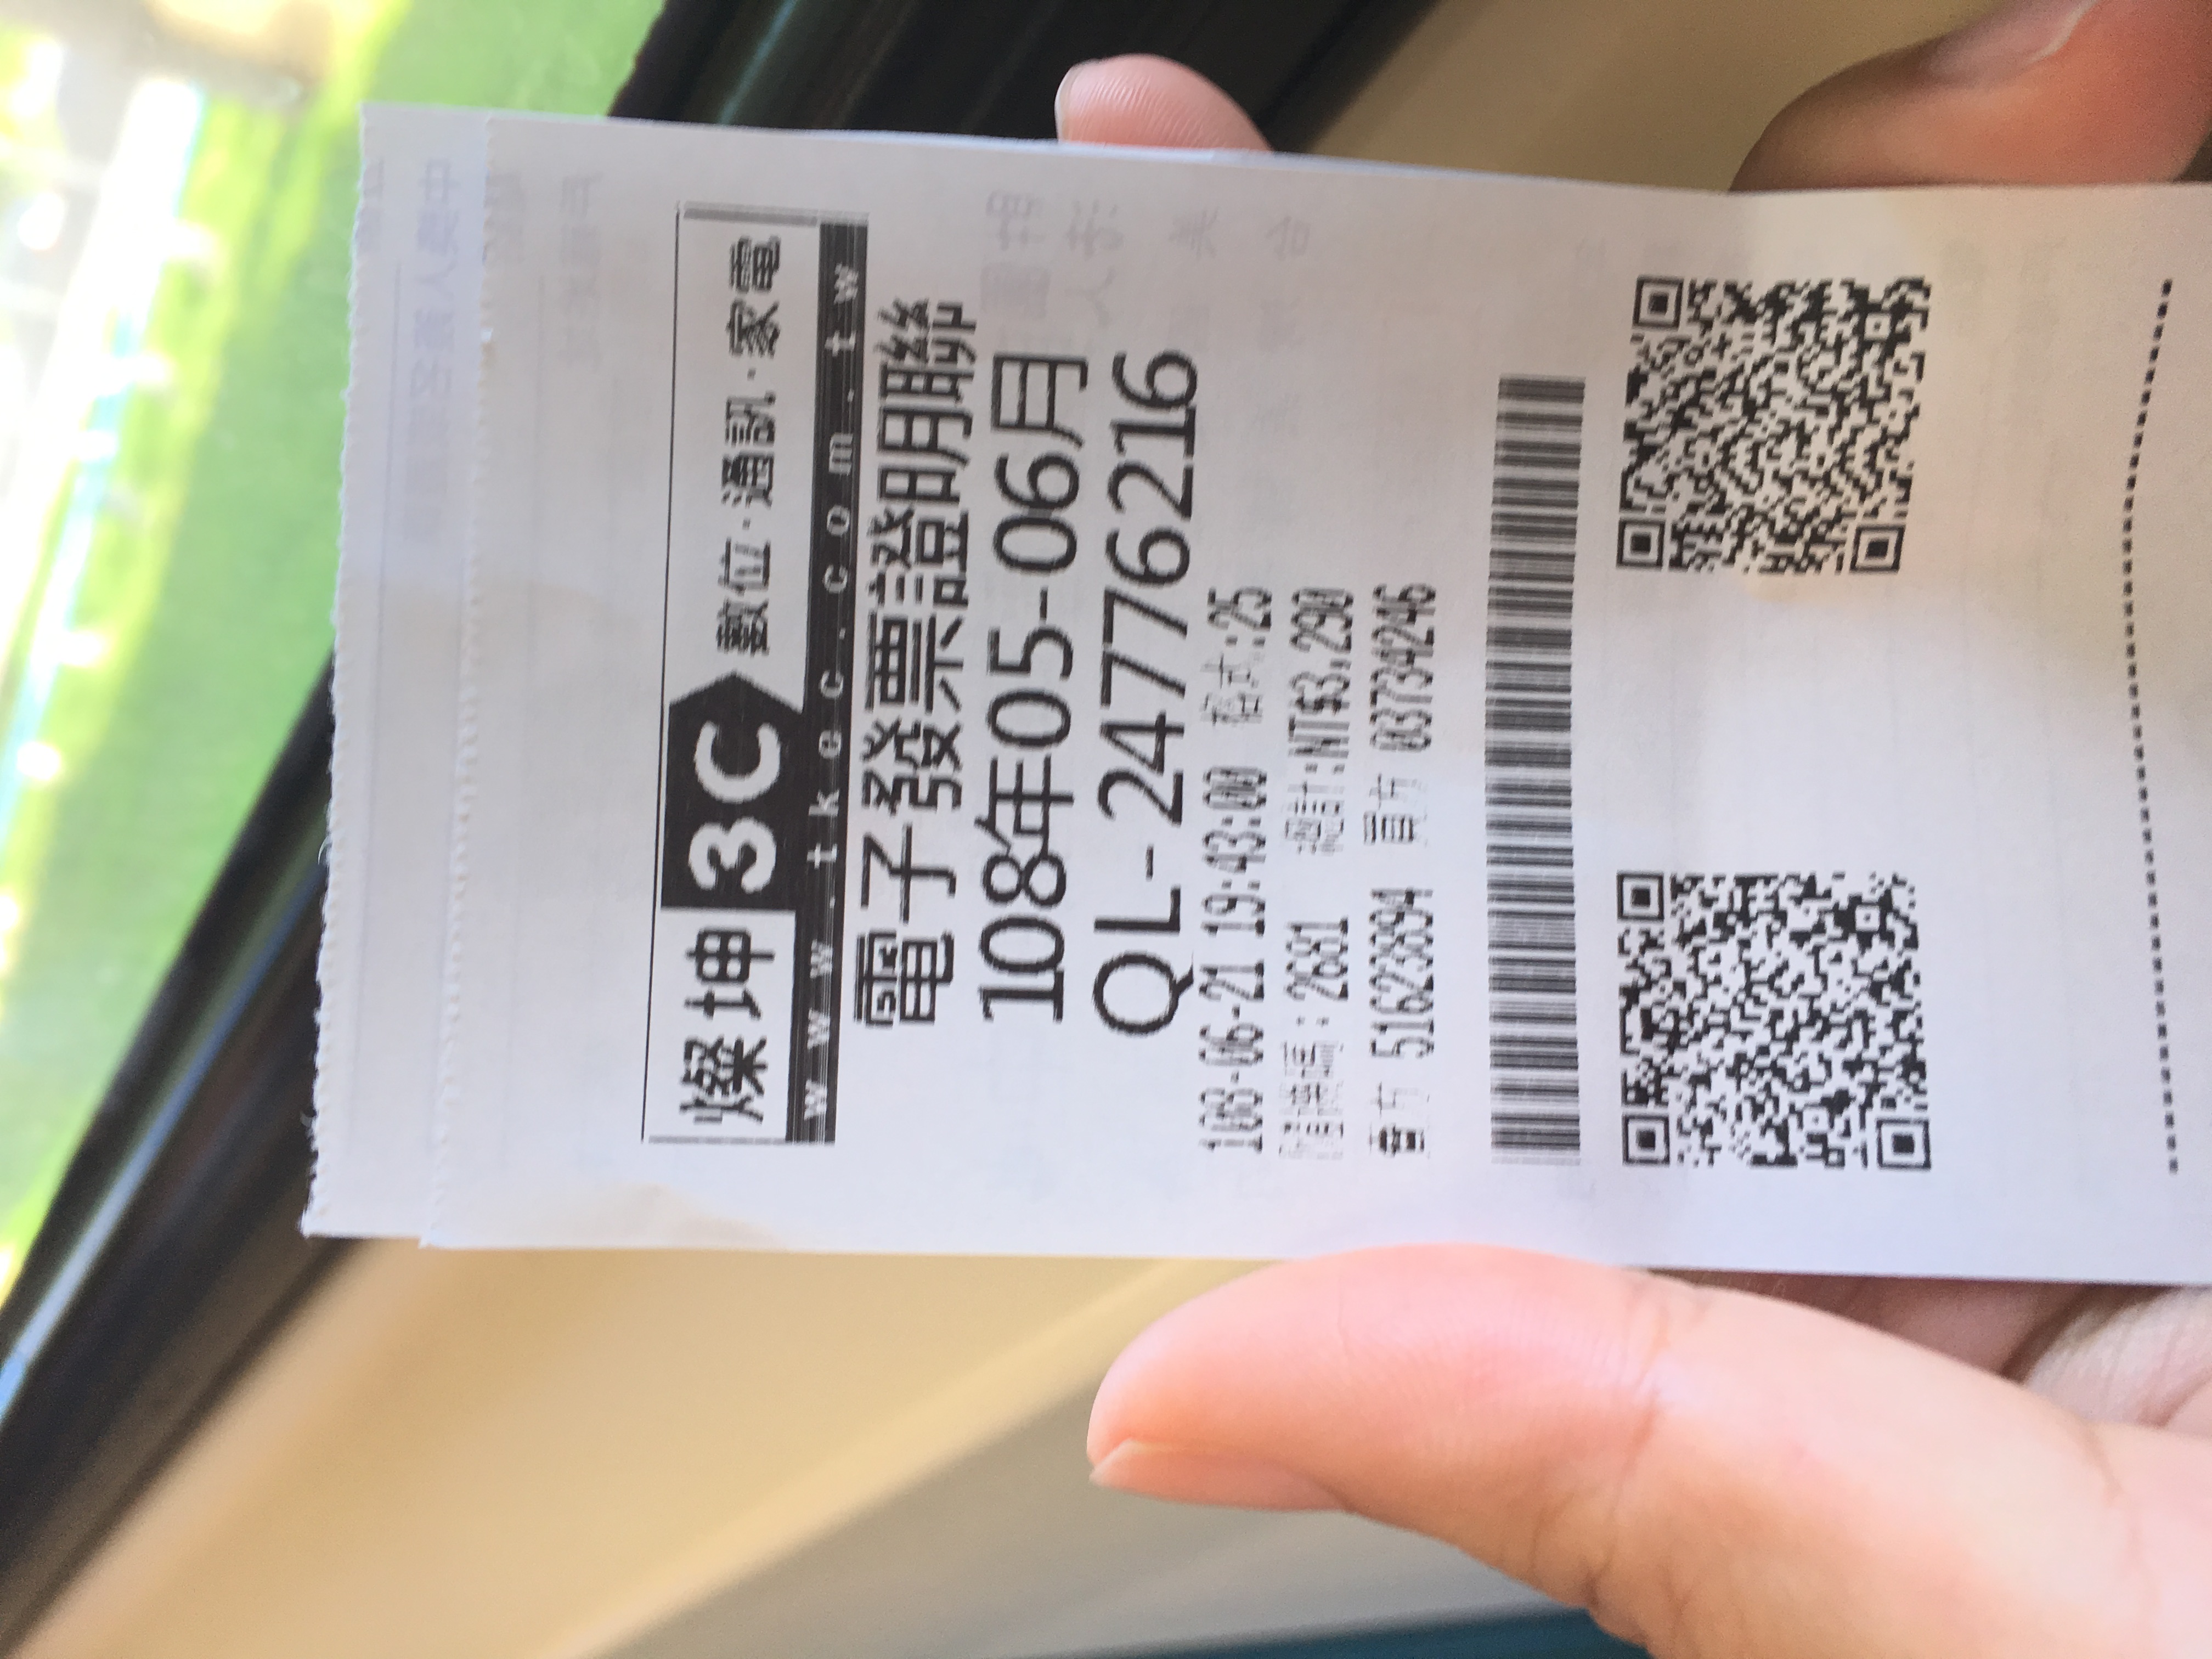 燦坤 3C 數位·通訊·家電
www.tkec.com.tw
電子發票證明聯
108年05-06月
QL-24776216
108-06-21 19:43:00 格式:25
隨機碼:2681 總計:NT$3,290
賣方 51623894 買方 03734246